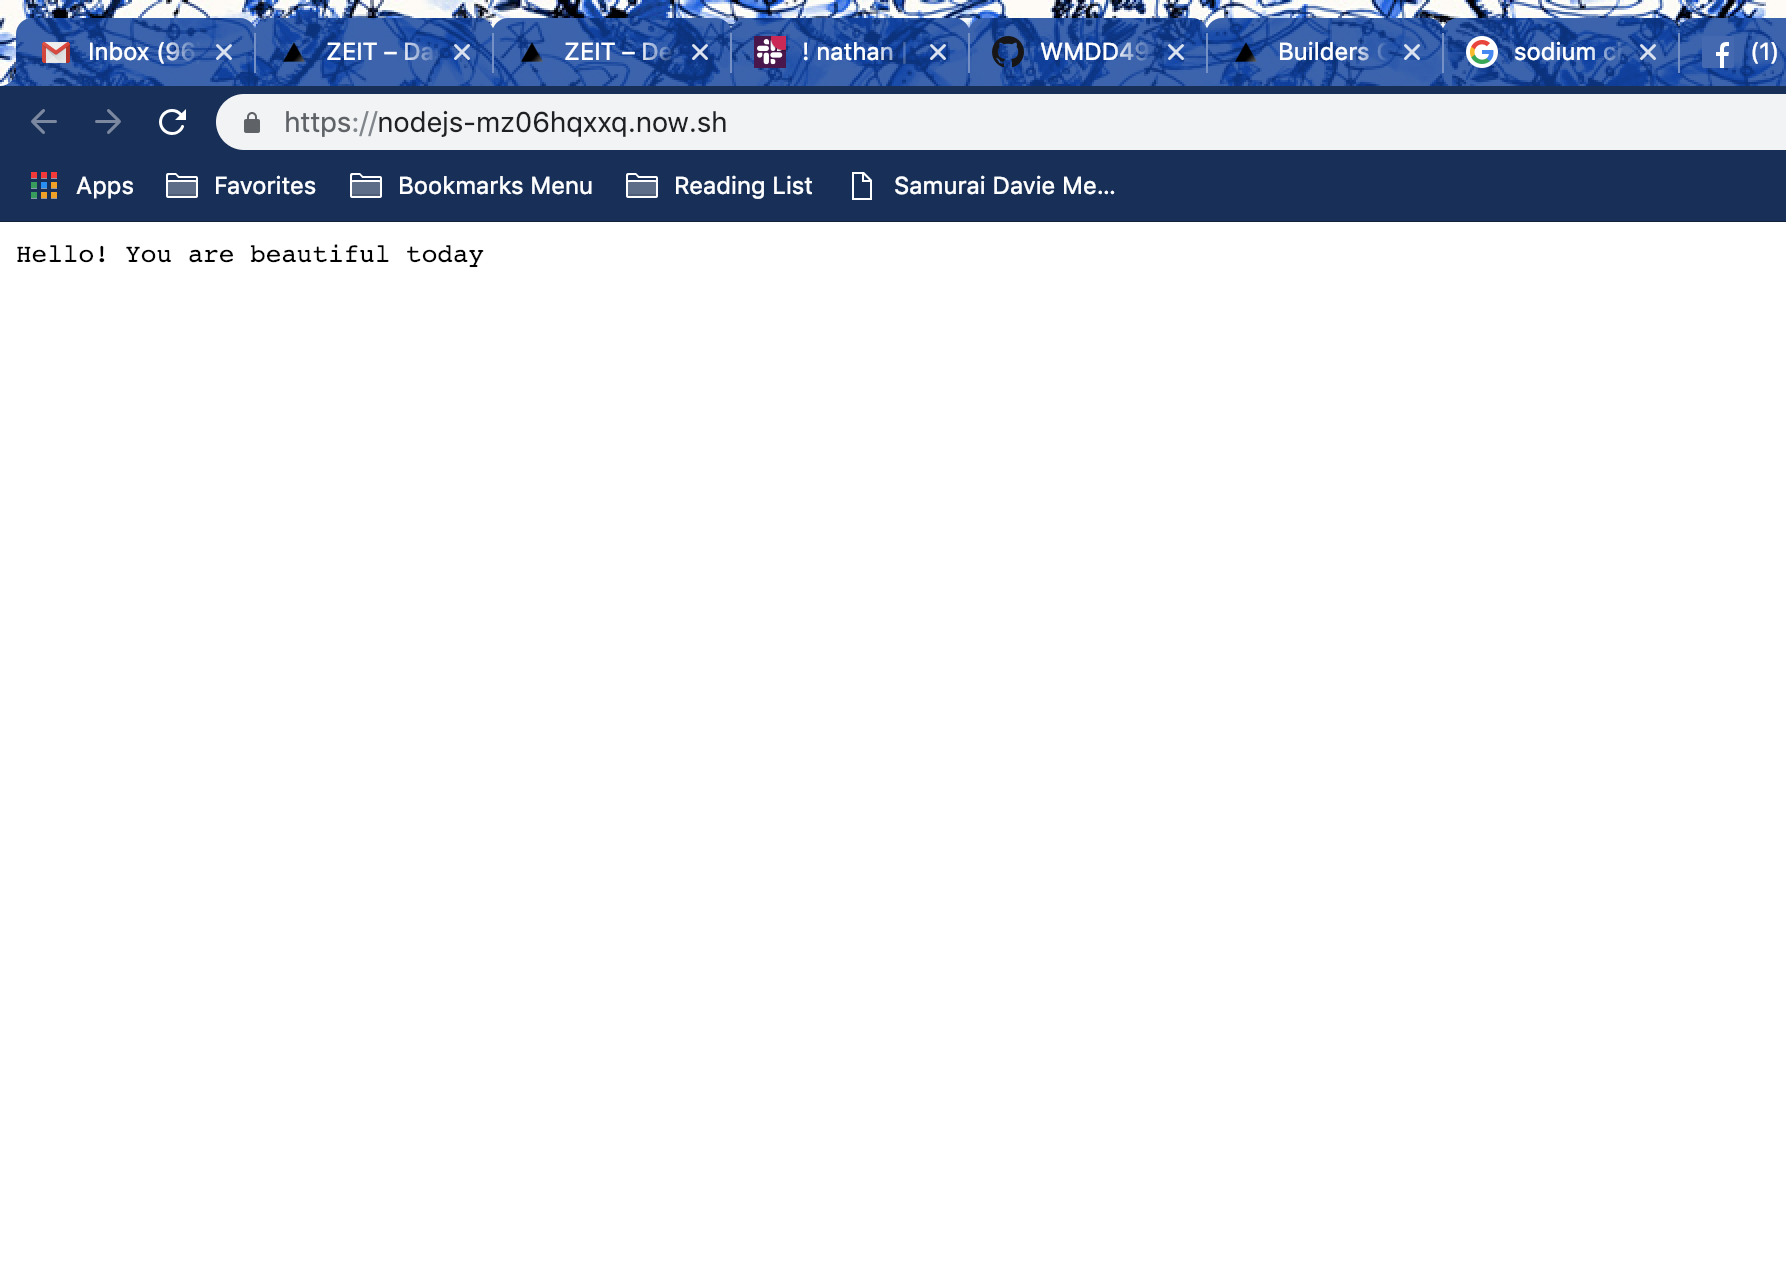 Inbox (96
ZEIT – Da
ZEIT – De
! nathan
WMDD49
Builders
sodium
(1)
https://nodejs-mz06hqxxq.now.sh
Apps
Favorites
Bookmarks Menu
Reading List
Samurai Davie Me...
Hello! You are beautiful today